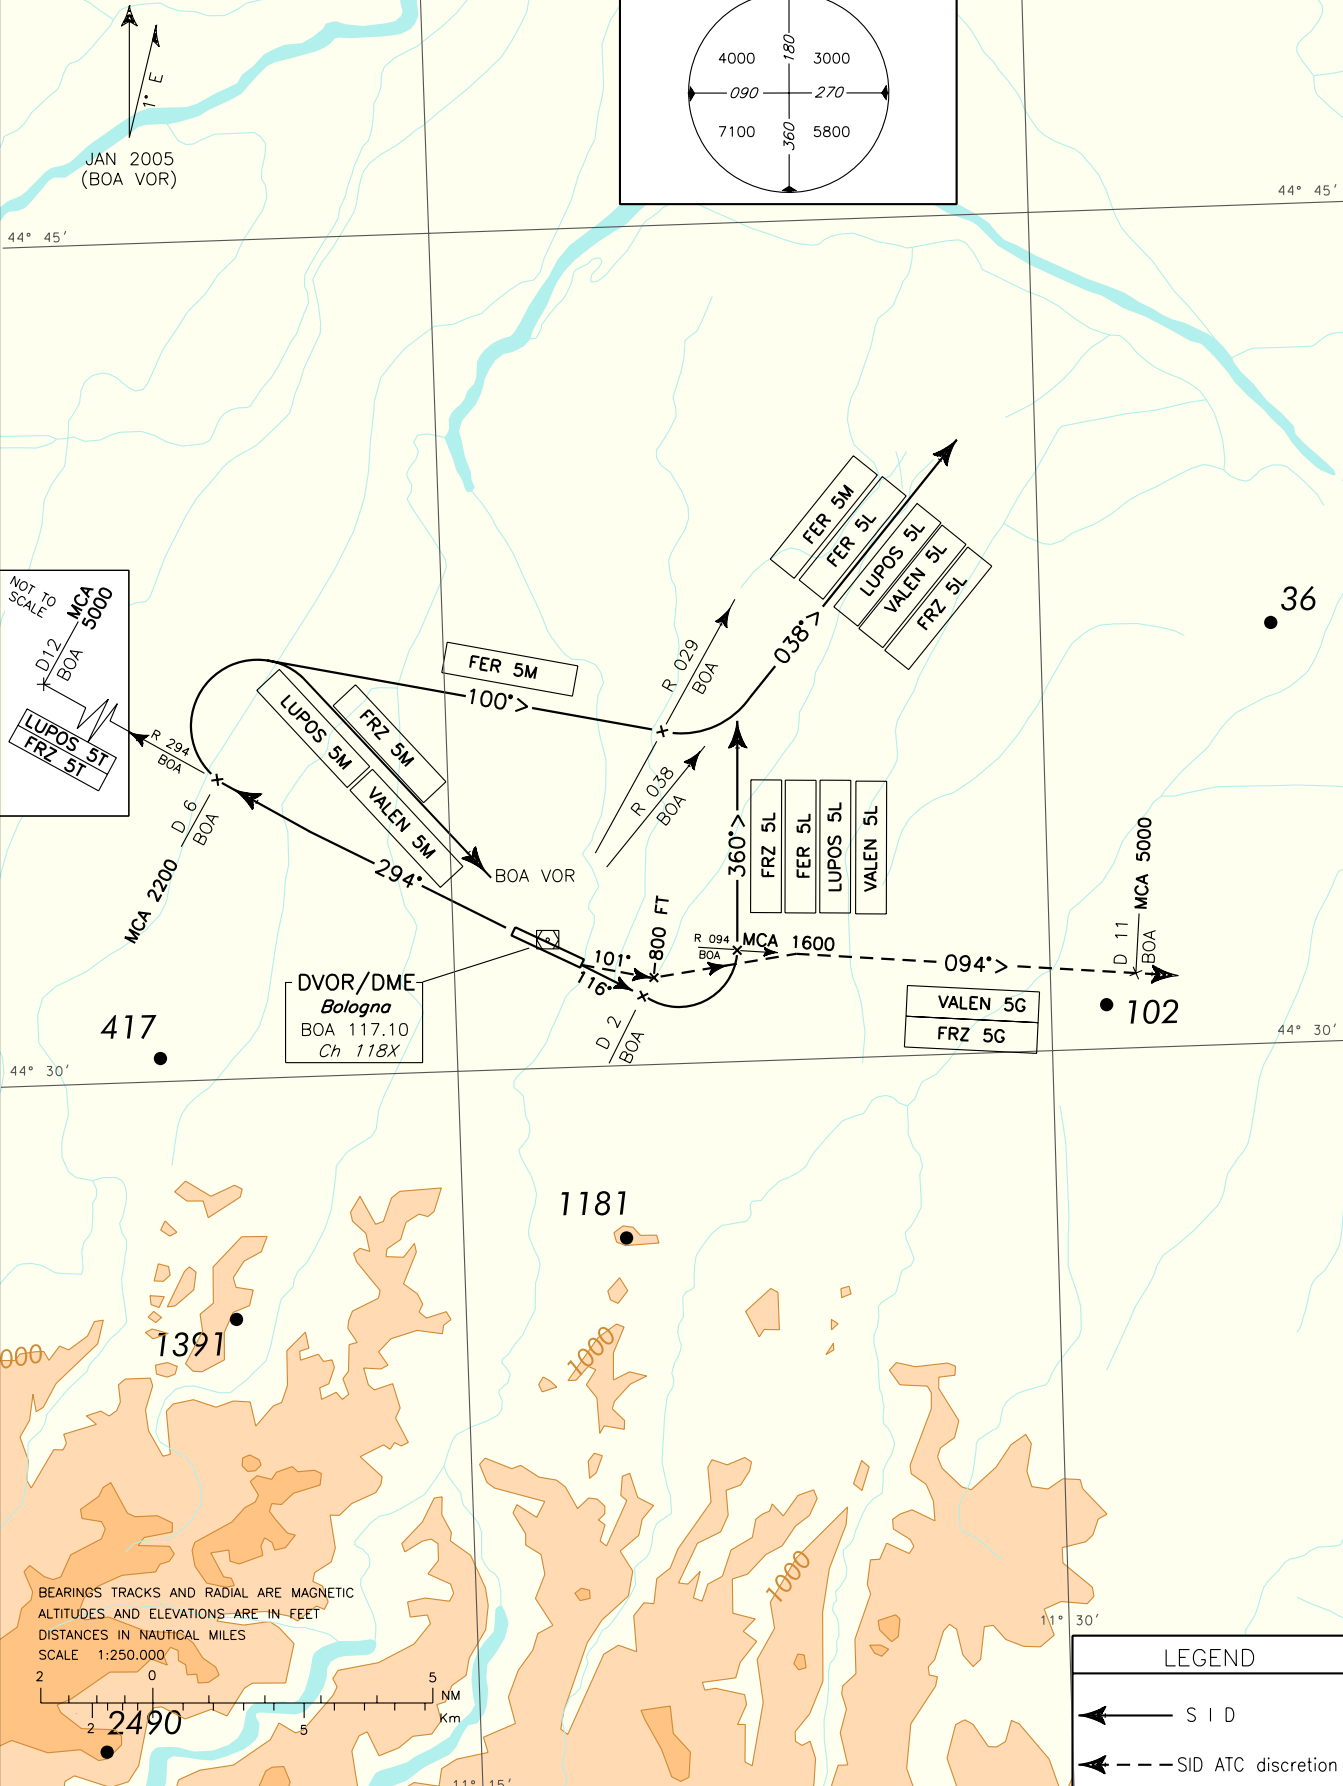 1° E
JAN 2005
(BOA VOR)
180
4000
3000
090
270
7100
360
5800
44° 45'
44° 45'
FER 5M
FER 5L
LUPOS 5L
VALEN 5L
FRZ 5L
038°>
NOT TO
SCALE
MCA
5000
D12
BOA
LUPOS 5T
FRZ 5T
R 294
BOA
36
FER 5M
100°>
R 029
BOA
R 038
BOA
LUPOS 5M
FRZ 5M
VALEN 5M
BOA VOR
D 6
BOA
MCA 2200
294°
360°>
FRZ 5L
FER 5L
LUPOS 5L
VALEN 5L
800 FT
R 094
BOA
MCA 1600
101°
116°
094°>
D 11
BOA
MCA 5000
D 2
BOA
VALEN 5G
FRZ 5G
102
DVOR/DME
Bologna
BOA 117.10
Ch 118X
417
44° 30'
44° 30'
1181
1391
000
1000
1000
BEARINGS TRACKS AND RADIAL ARE MAGNETIC
ALTITUDES AND ELEVATIONS ARE IN FEET
DISTANCES IN NAUTICAL MILES
SCALE 1:250.000
2 0 5
NM
2 5 Km
2490
11° 15'
11° 30'
LEGEND
S I D
SID ATC discretion